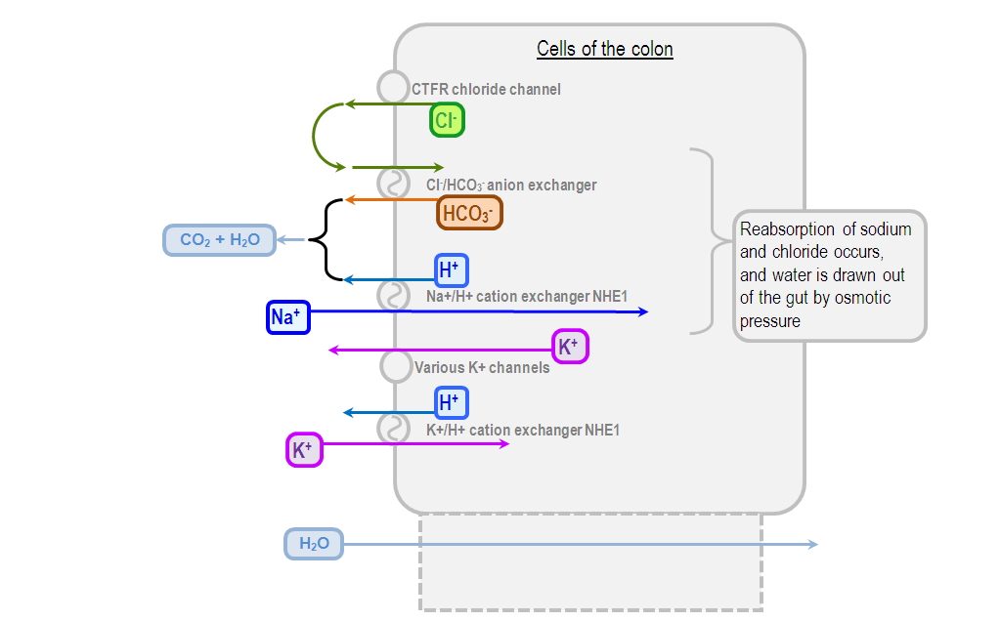 Cells of the colon
CTFR chloride channel
Cl⁻
Cl⁻/HCO₃⁻ anion exchanger
HCO₃⁻
CO₂ + H₂O
Reabsorption of sodium
and chloride occurs,
and water is drawn out
of the gut by osmotic
pressure
H⁺
Na+/H+ cation exchanger NHE1
Na⁺
K⁺
Various K+ channels
H⁺
K+/H+ cation exchanger NHE1
K⁺
H₂O